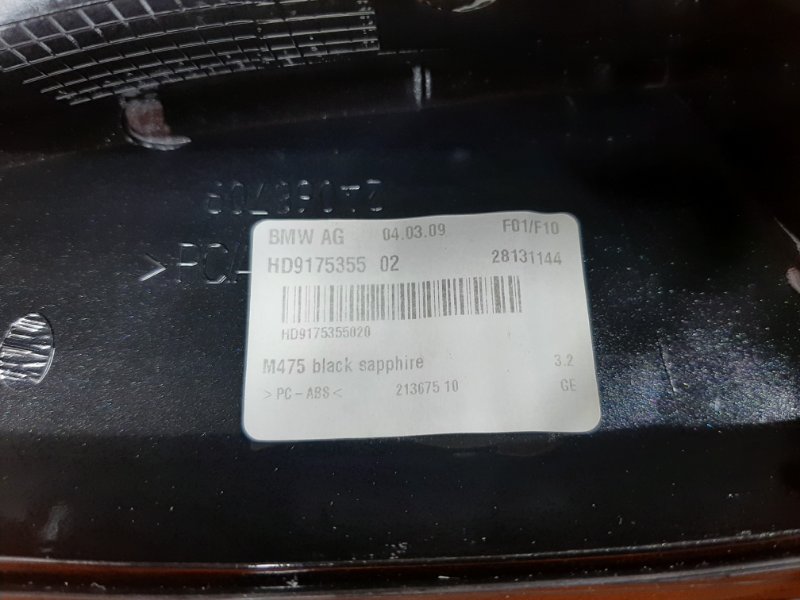 BMW AG 04.03.09 F01/F10
HD9175355 02 28131144
HD9175355020
M475 black sapphire 3.2
>PC-ABS< 213675 10 GE